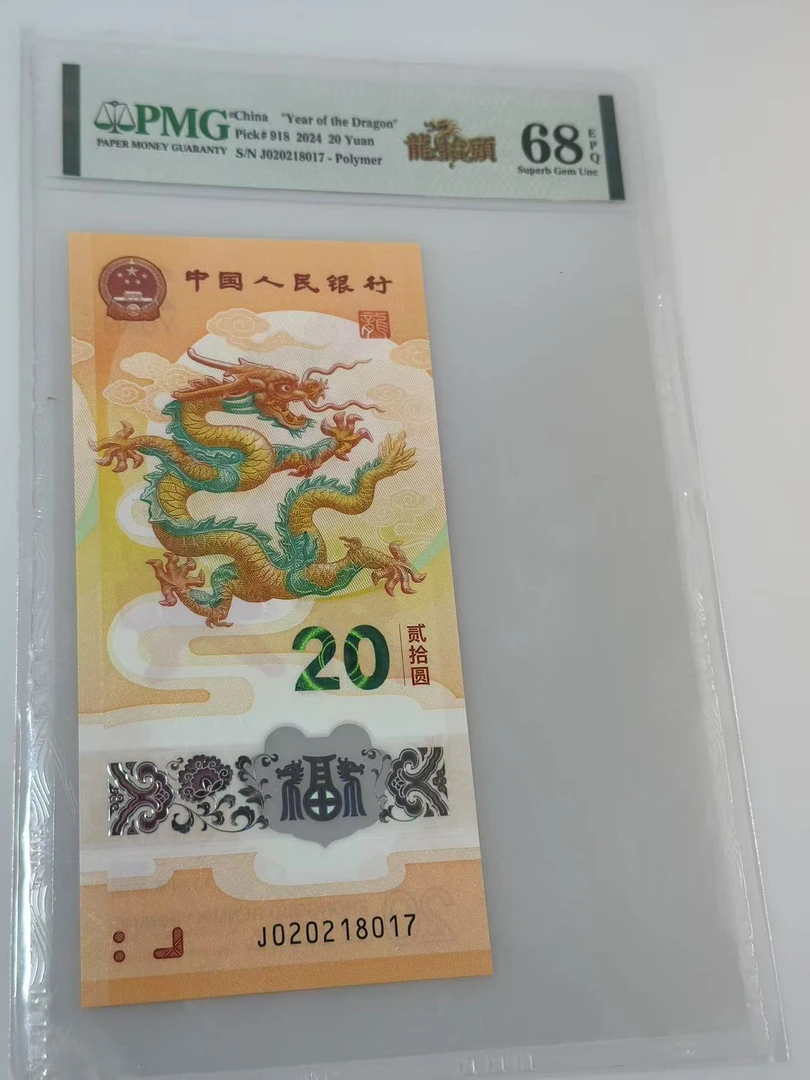 PMG
PAPER MONEY GUARANTY
China "Year of the Dragon"
Pick# 918 2024 20 Yuan
S/N J020218017 - Polymer
龍抬頭
68
EPQ
Superb Gem Unc
中国人民银行
龍
20
贰拾圆
J020218017